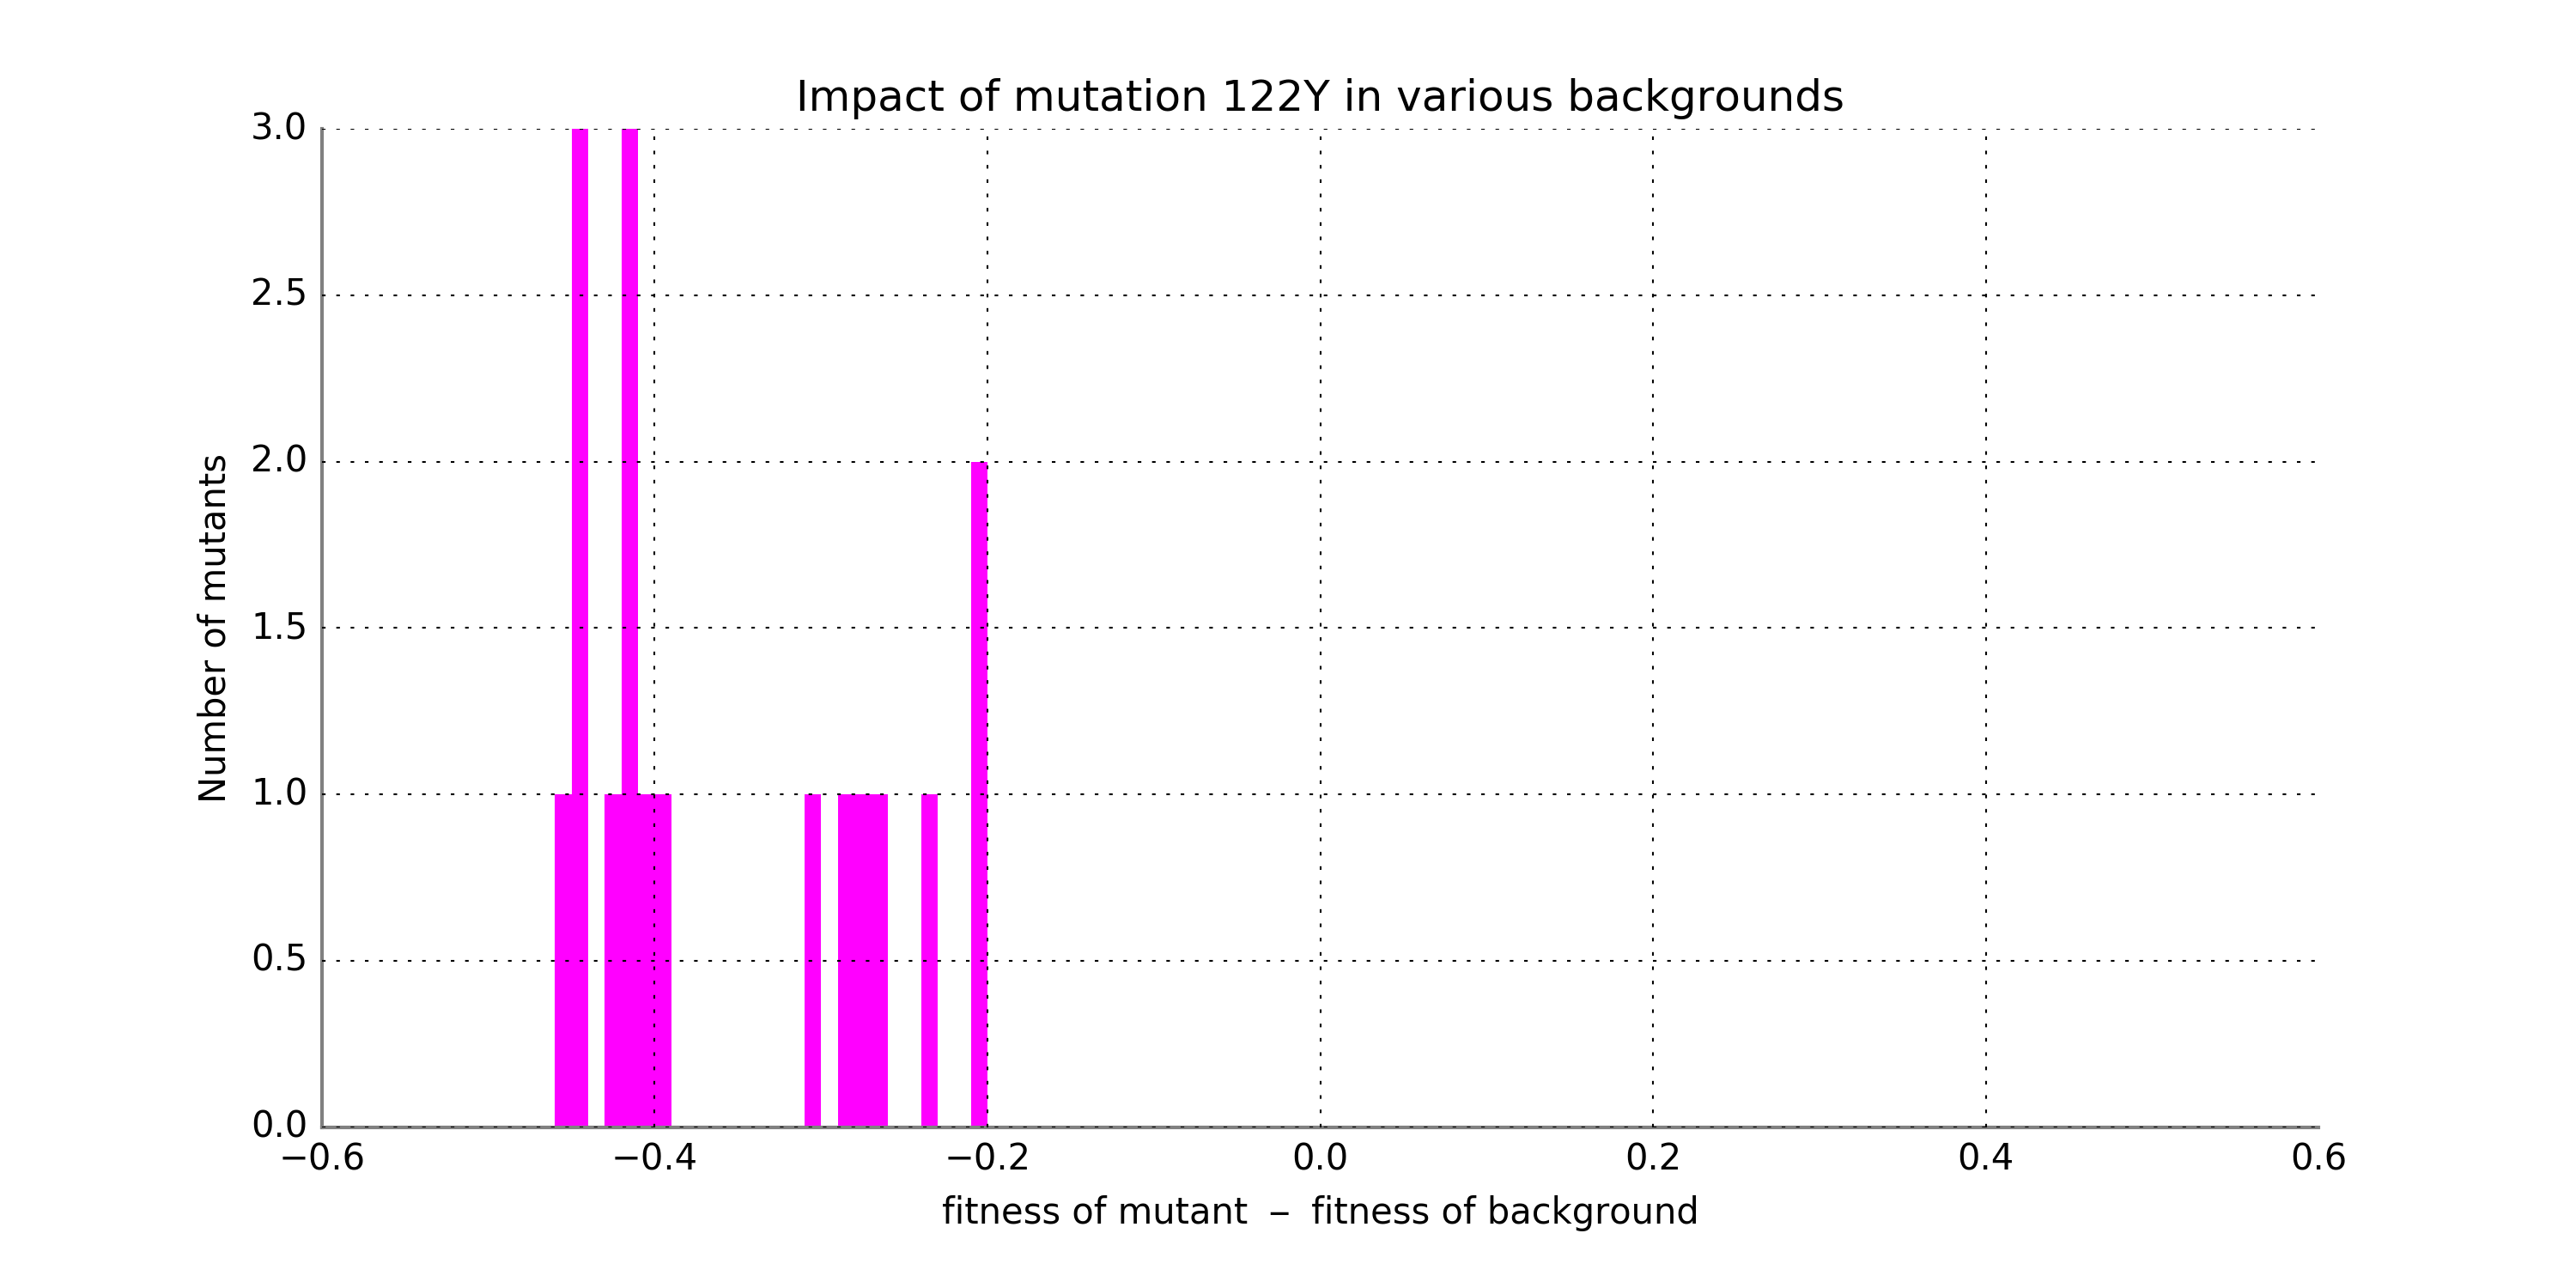 Impact of mutation 122Y in various backgrounds
3.0
2.5
2.0
1.5
1.0
0.5
0.0
Number of mutants
−0.6 −0.4 −0.2 0.0 0.2 0.4 0.6
fitness of mutant − fitness of background